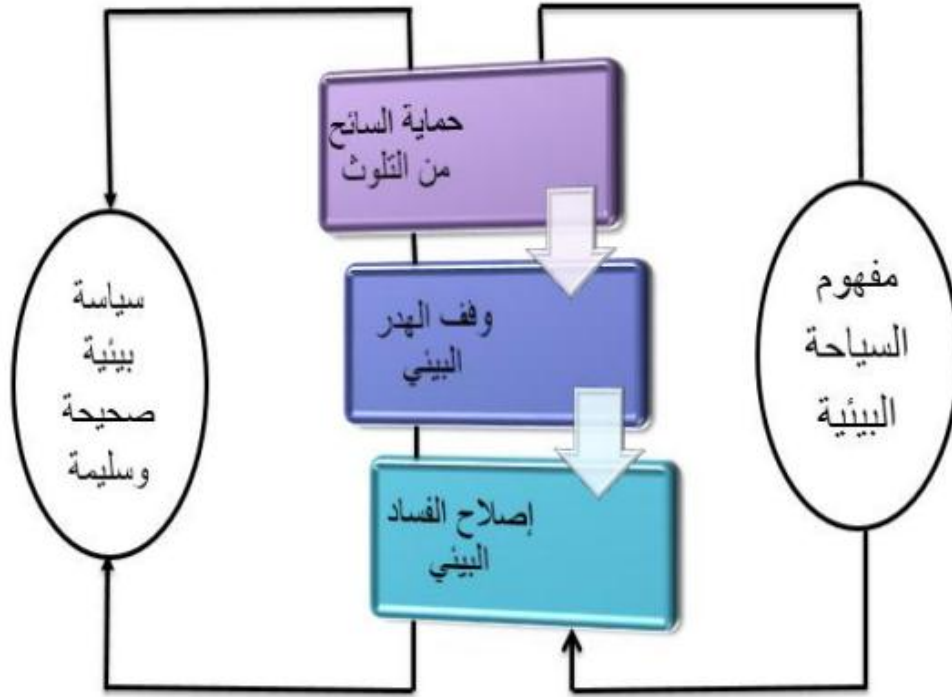 حماية السائح
من التلوث
وقف الهدر
البيئي
إصلاح الفساد
البيئي
مفهوم
السياحة
البيئية
سياسة
بيئية
صحيحة
وسليمة